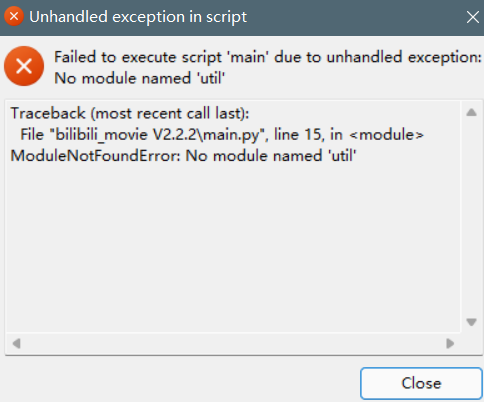 Unhandled exception in script
Failed to execute script 'main' due to unhandled exception:
No module named 'util'
Traceback (most recent call last):
  File "bilibili_movie V2.2.2\main.py", line 15, in <module>
ModuleNotFoundError: No module named 'util'
Close